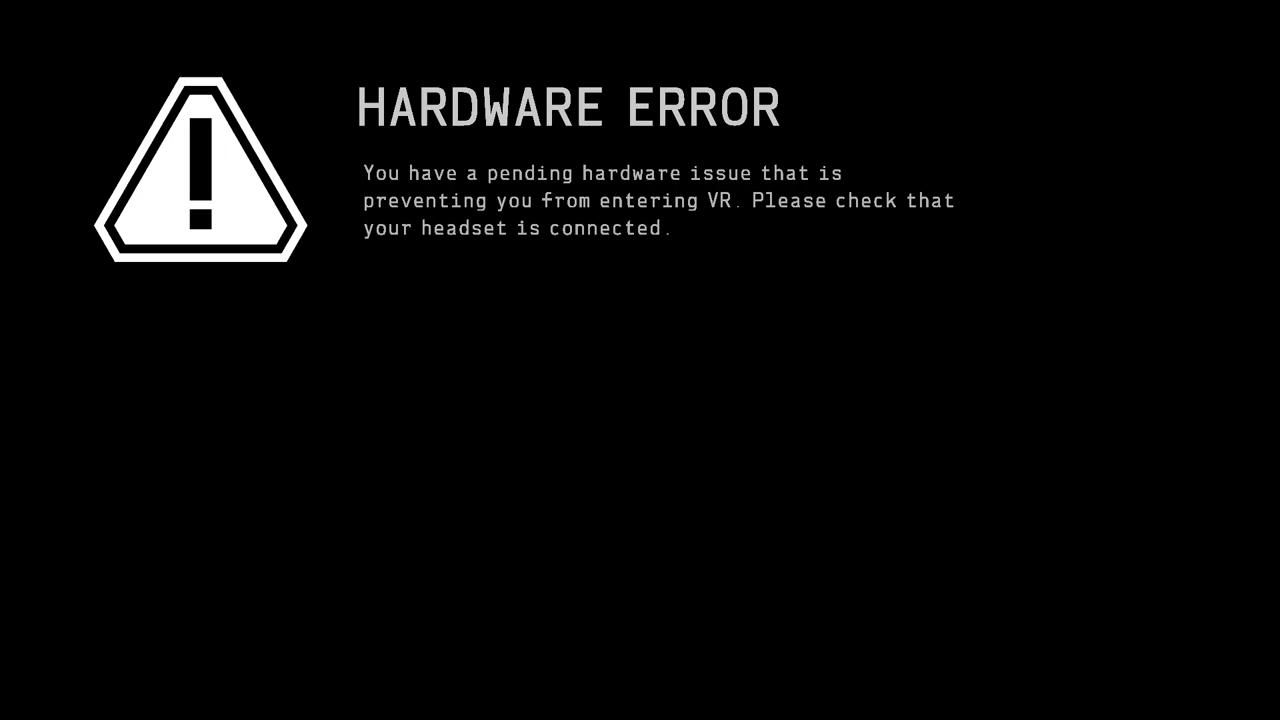 HARDWARE ERROR
You have a pending hardware issue that is
preventing you from entering VR. Please check that
your headset is connected.